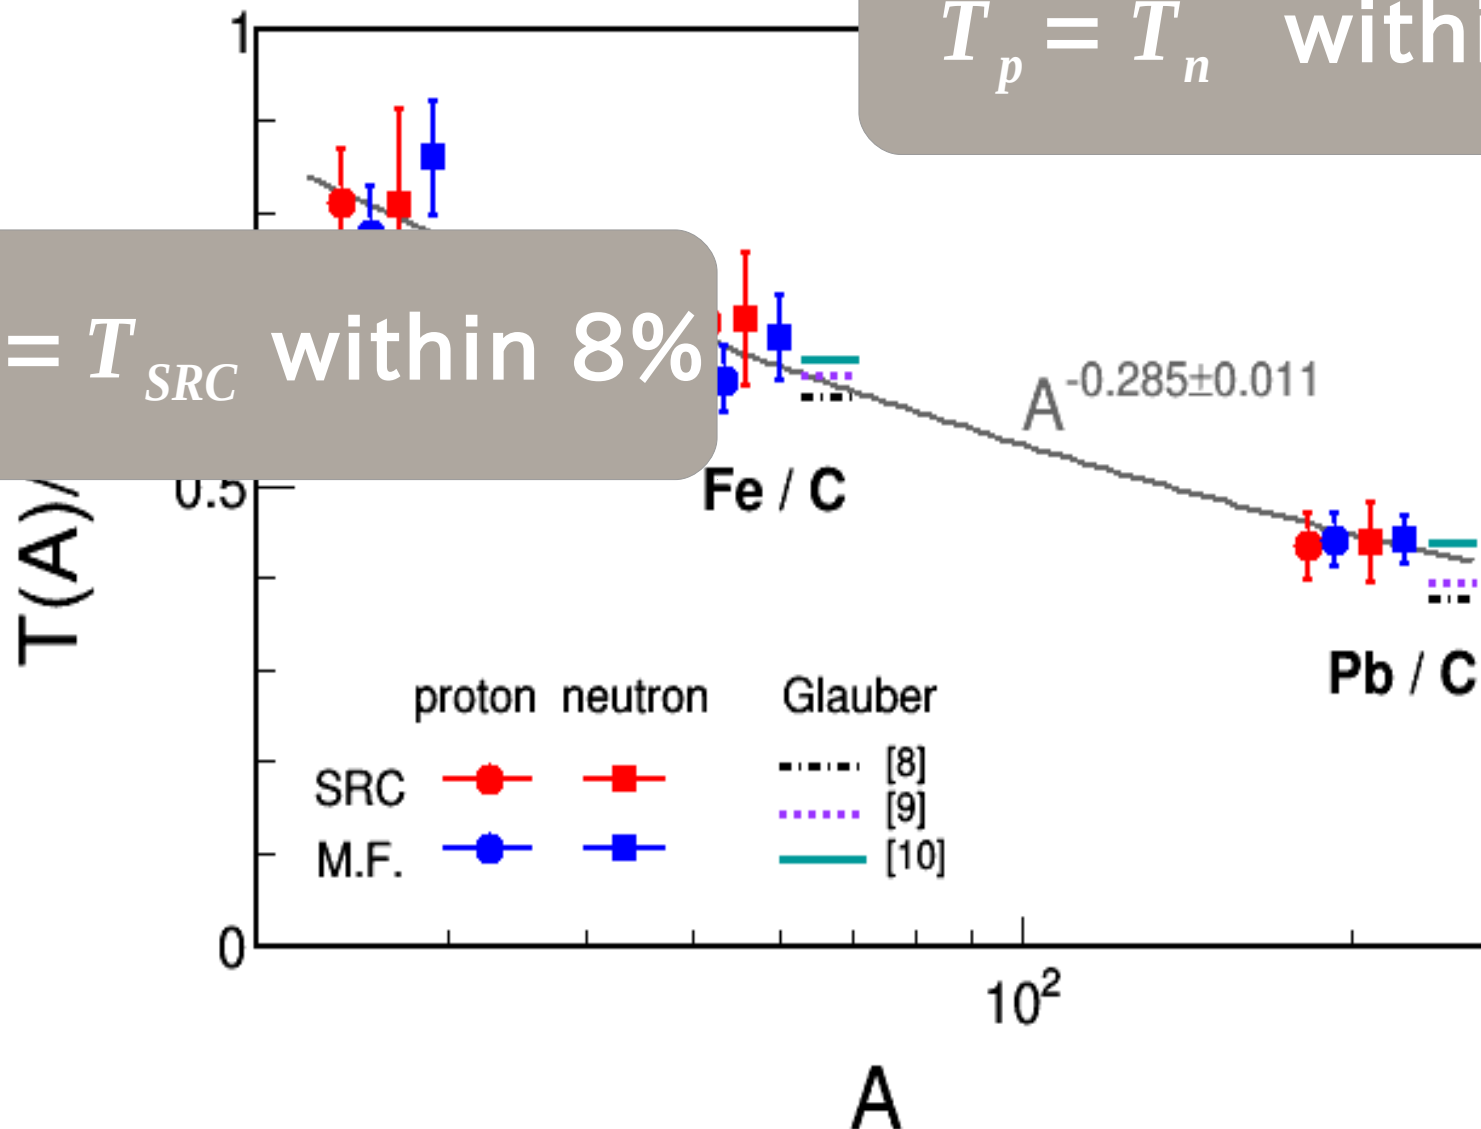 1
T_p = T_n
= T_SRC within 8%
A^-0.285±0.011
0.5
Fe / C
T(A)/
Pb / C
proton neutron Glauber
SRC
[8]
[9]
M.F.
[10]
0
10^2
A